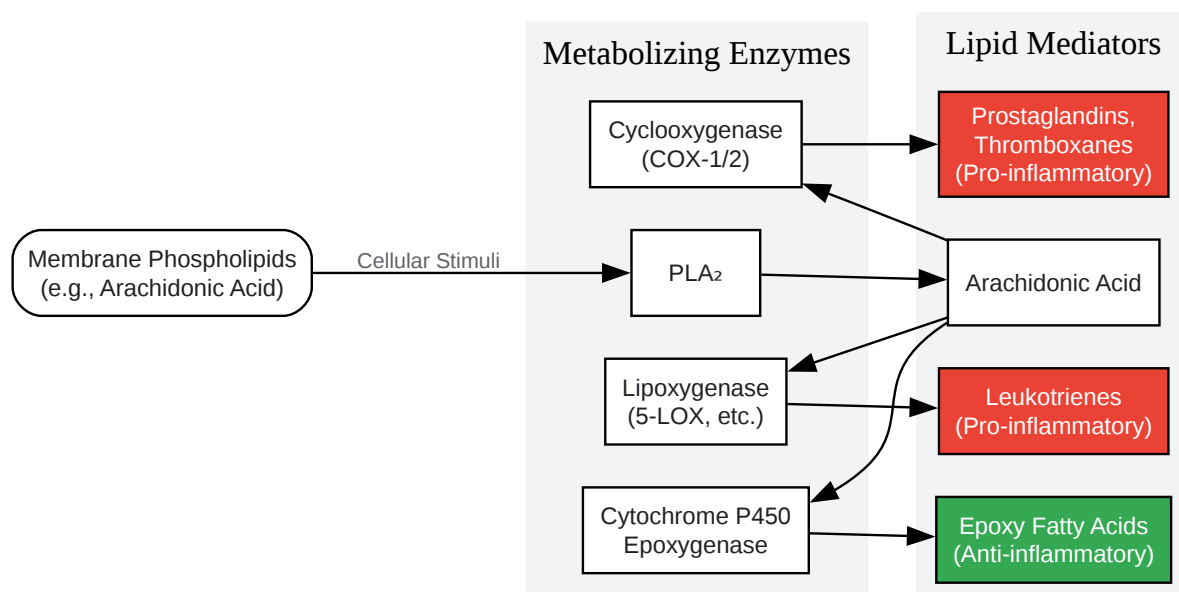 Metabolizing Enzymes
Lipid Mediators
Cyclooxygenase
(COX-1/2)
Prostaglandins,
Thromboxanes
(Pro-inflammatory)
Membrane Phospholipids
(e.g., Arachidonic Acid)
Cellular Stimuli
PLA₂
Arachidonic Acid
Lipoxygenase
(5-LOX, etc.)
Leukotrienes
(Pro-inflammatory)
Cytochrome P450
Epoxygenase
Epoxy Fatty Acids
(Anti-inflammatory)